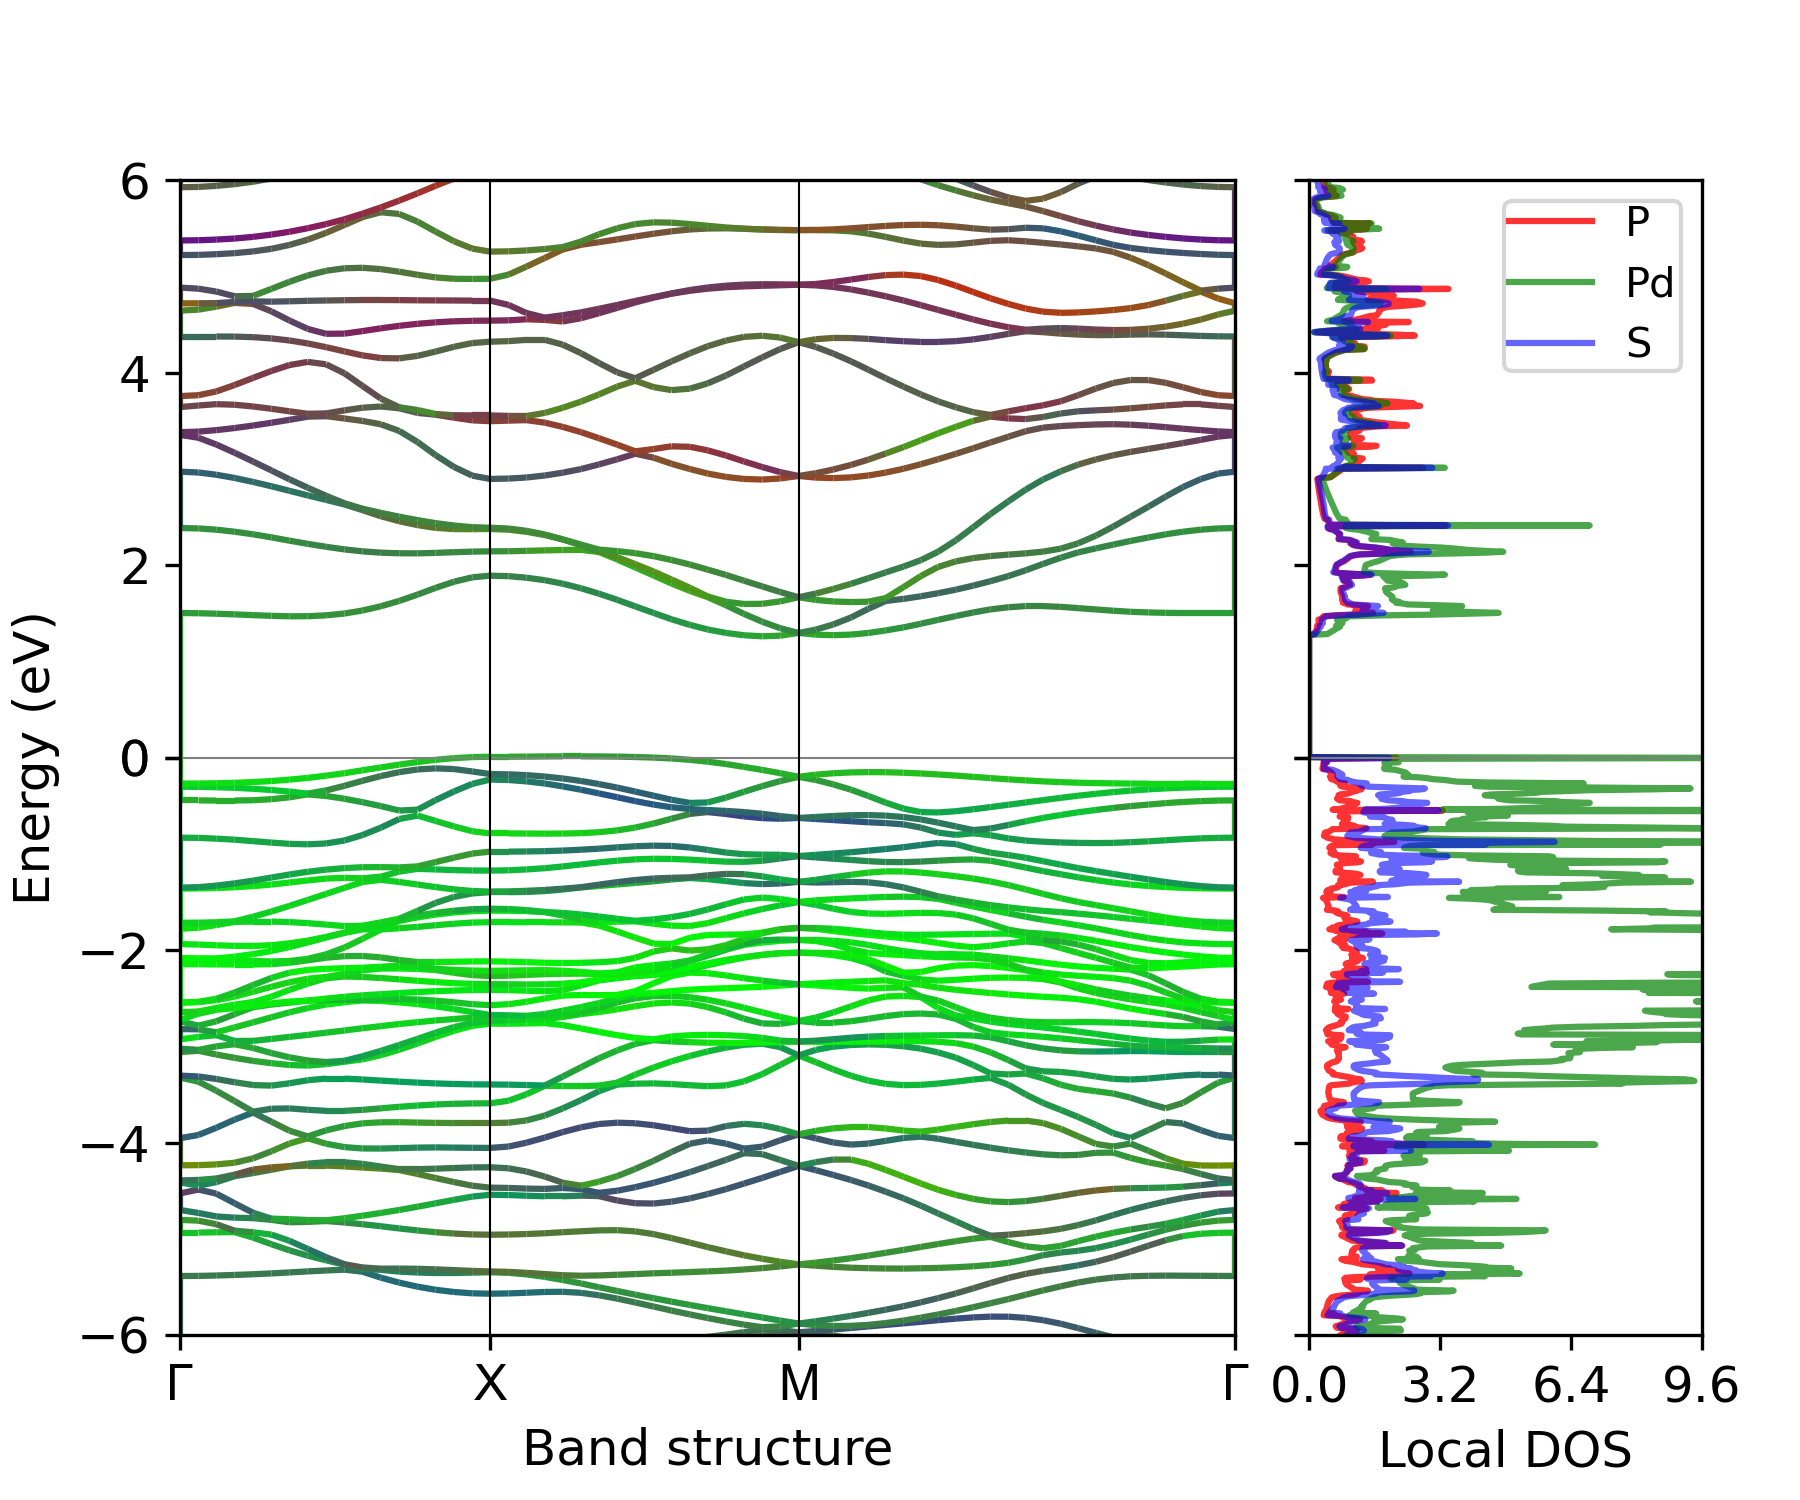 Energy (eV)
6
4
2
0
−2
−4
−6
Γ
X
M
Γ
Band structure
P
Pd
S
0.0
3.2
6.4
9.6
Local DOS